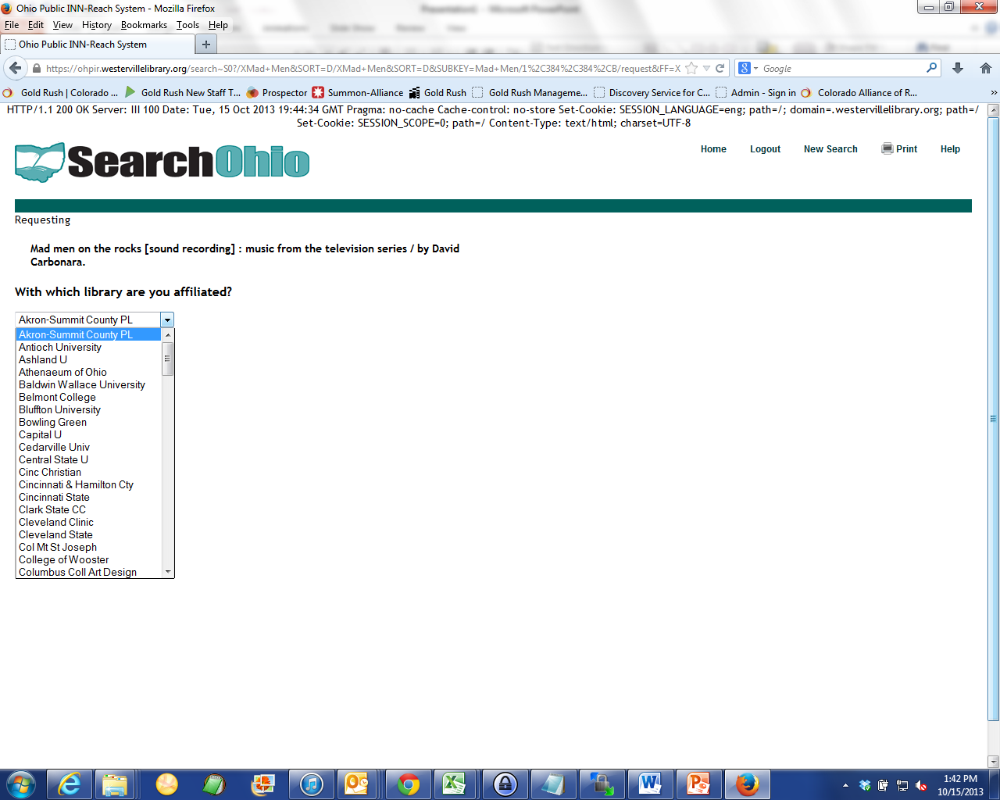 Ohio Public INN-Reach System - Mozilla Firefox
File Edit View History Bookmarks Tools Help
Ohio Public INN-Reach System
https://ohpir.westervillelibrary.org/search~S0?/XMad+Men&SORT=D/XMad+Men&SORT=D&SUBKEY=Mad+Men/1%2C384%2C384%2CB/request&FF=X
Google
Gold Rush | Colorado ... Gold Rush New Staff T... Prospector Summon-Alliance Gold Rush Gold Rush Manageme... Discovery Service for C... Admin - Sign in Colorado Alliance of R... »
HTTP/1.1 200 OK Server: III 100 Date: Tue, 15 Oct 2013 19:44:34 GMT Pragma: no-cache Cache-control: no-store Set-Cookie: SESSION_LANGUAGE=eng; path=/; domain=.westervillelibrary.org; path=/
Set-Cookie: SESSION_SCOPE=0; path=/ Content-Type: text/html; charset=UTF-8
SearchOhio
Home Logout New Search Print Help
Requesting
Mad men on the rocks [sound recording] : music from the television series / by David
Carbonara.
With which library are you affiliated?
Akron-Summit County PL
Akron-Summit County PL
Antioch University
Ashland U
Athenaeum of Ohio
Baldwin Wallace University
Belmont College
Bluffton University
Bowling Green
Capital U
Cedarville Univ
Central State U
Cinc Christian
Cincinnati & Hamilton Cty
Cincinnati State
Clark State CC
Cleveland Clinic
Cleveland State
Col Mt St Joseph
College of Wooster
Columbus Coll Art Design
1:42 PM
10/15/2013